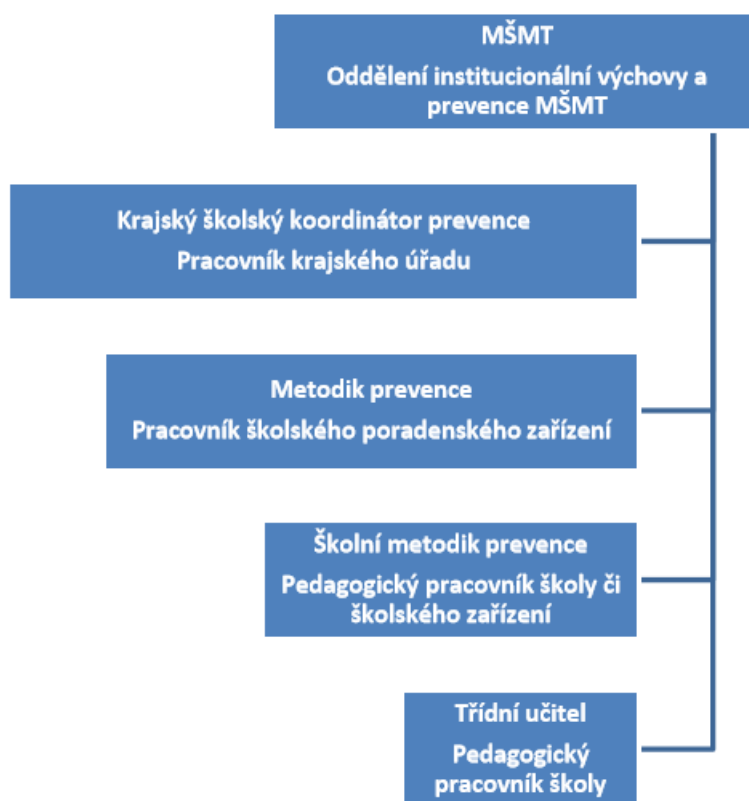 MŠMT
Oddělení institucionální výchovy a
prevence MŠMT
Krajský školský koordinátor prevence
Pracovník krajského úřadu
Metodik prevence
Pracovník školského poradenského zařízení
Školní metodik prevence
Pedagogický pracovník školy či
školského zařízení
Třídní učitel
Pedagogický
pracovník školy